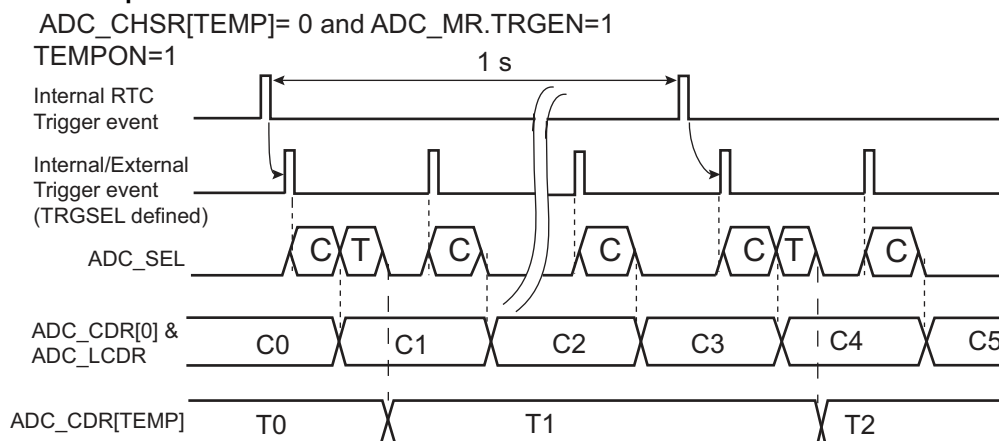 ADC_CHSR[TEMP]= 0 and ADC_MR.TRGEN=1
TEMPON=1
1 s
Internal RTC
Trigger event
Internal/External
Trigger event
(TRGSEL defined)
ADC_SEL
C T C C C T C
ADC_CDR[0] &
ADC_LCDR
C0 C1 C2 C3 C4 C5
ADC_CDR[TEMP]
T0 T1 T2